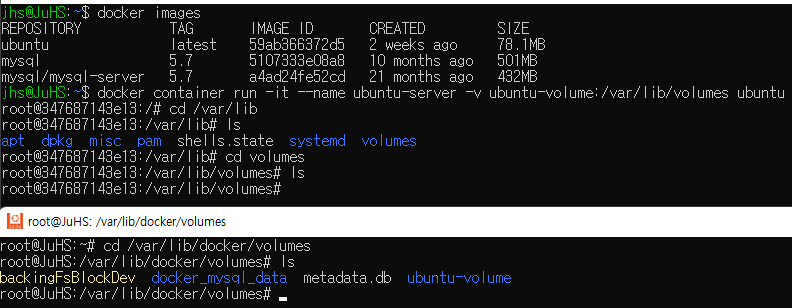 jhs@JuHS:~$ docker images
REPOSITORY TAG IMAGE ID CREATED SIZE
ubuntu latest 59ab366372d5 2 weeks ago 78.1MB
mysql 5.7 5107333e08a8 10 months ago 501MB
mysql/mysql-server 5.7 a4ad24fe52cd 21 months ago 432MB
jhs@JuHS:~$ docker container run -it --name ubuntu-server -v ubuntu-volume:/var/lib/volumes ubuntu
root@347687143e13:/# cd /var/lib
root@347687143e13:/var/lib# ls
apt dpkg misc pam shells.state systemd volumes
root@347687143e13:/var/lib# cd volumes
root@347687143e13:/var/lib/volumes# ls
root@347687143e13:/var/lib/volumes#
root@JuHS: /var/lib/docker/volumes
root@JuHS:~# cd /var/lib/docker/volumes
root@JuHS:/var/lib/docker/volumes# ls
backingFsBlockDev docker_mysql_data metadata.db ubuntu-volume
root@JuHS:/var/lib/docker/volumes#